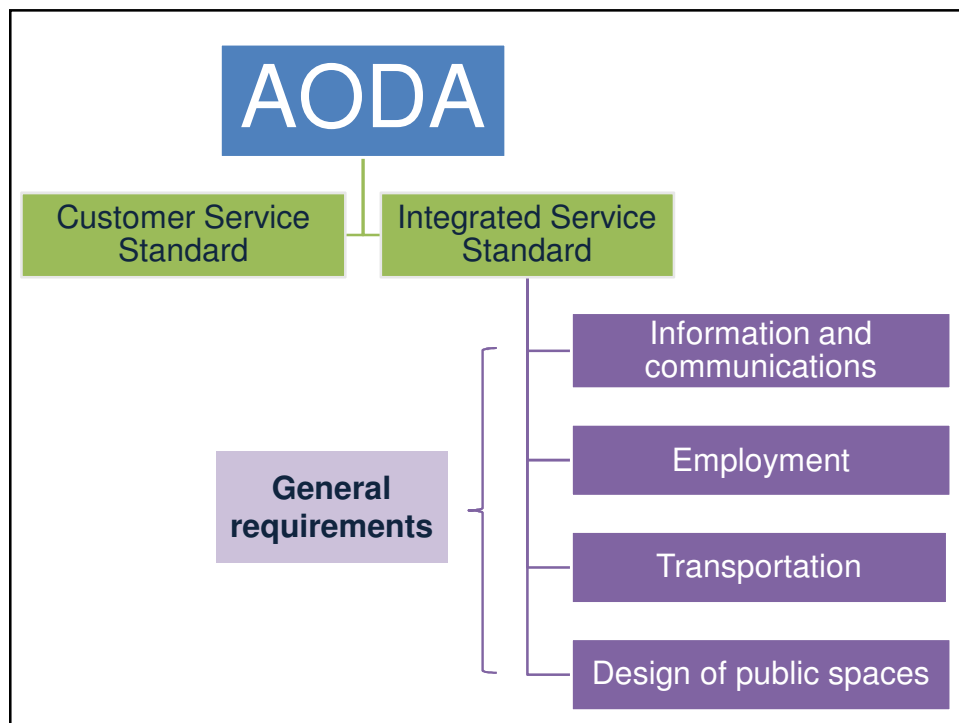 AODA
Customer Service
Standard
Integrated Service
Standard
Information and
communications
Employment
General
requirements
Transportation
Design of public spaces